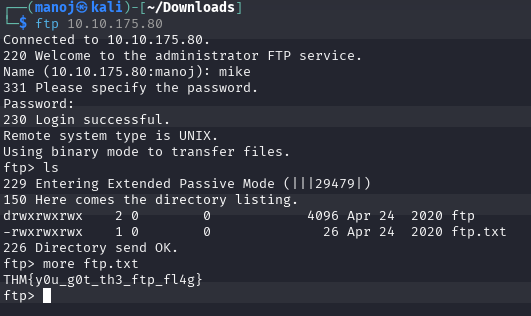 ┌──(manoj㉿kali)-[~/Downloads]
└─$ ftp 10.10.175.80
Connected to 10.10.175.80.
220 Welcome to the administrator FTP service.
Name (10.10.175.80:manoj): mike
331 Please specify the password.
Password:
230 Login successful.
Remote system type is UNIX.
Using binary mode to transfer files.
ftp> ls
229 Entering Extended Passive Mode (|||29479|)
150 Here comes the directory listing.
drwxrwxrwx    2 0        0            4096 Apr 24  2020 ftp
-rwxrwxrwx    1 0        0              26 Apr 24  2020 ftp.txt
226 Directory send OK.
ftp> more ftp.txt
THM{y0u_g0t_th3_ftp_fl4g}
ftp>